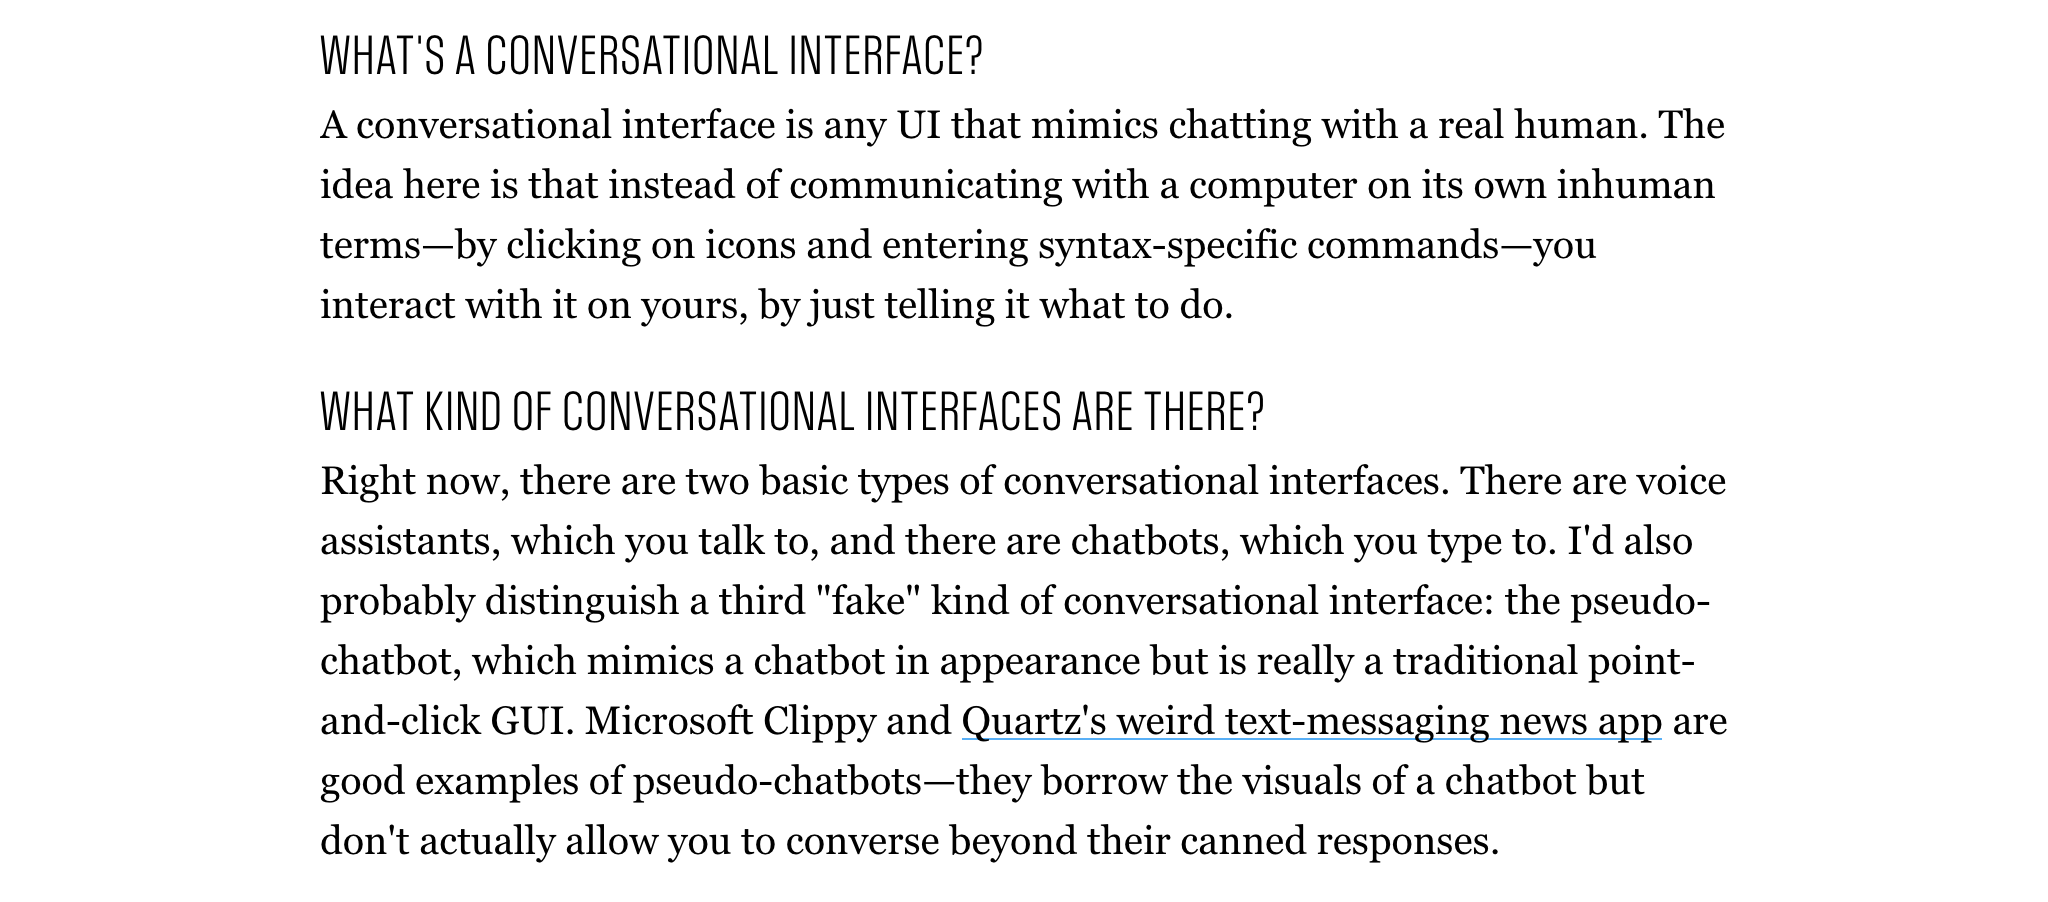 WHAT'S A CONVERSATIONAL INTERFACE?
A conversational interface is any UI that mimics chatting with a real human. The
idea here is that instead of communicating with a computer on its own inhuman
terms—by clicking on icons and entering syntax-specific commands—you
interact with it on yours, by just telling it what to do.
WHAT KIND OF CONVERSATIONAL INTERFACES ARE THERE?
Right now, there are two basic types of conversational interfaces. There are voice
assistants, which you talk to, and there are chatbots, which you type to. I'd also
probably distinguish a third "fake" kind of conversational interface: the pseudo-
chatbot, which mimics a chatbot in appearance but is really a traditional point-
and-click GUI. Microsoft Clippy and Quartz's weird text-messaging news app are
good examples of pseudo-chatbots—they borrow the visuals of a chatbot but
don't actually allow you to converse beyond their canned responses.